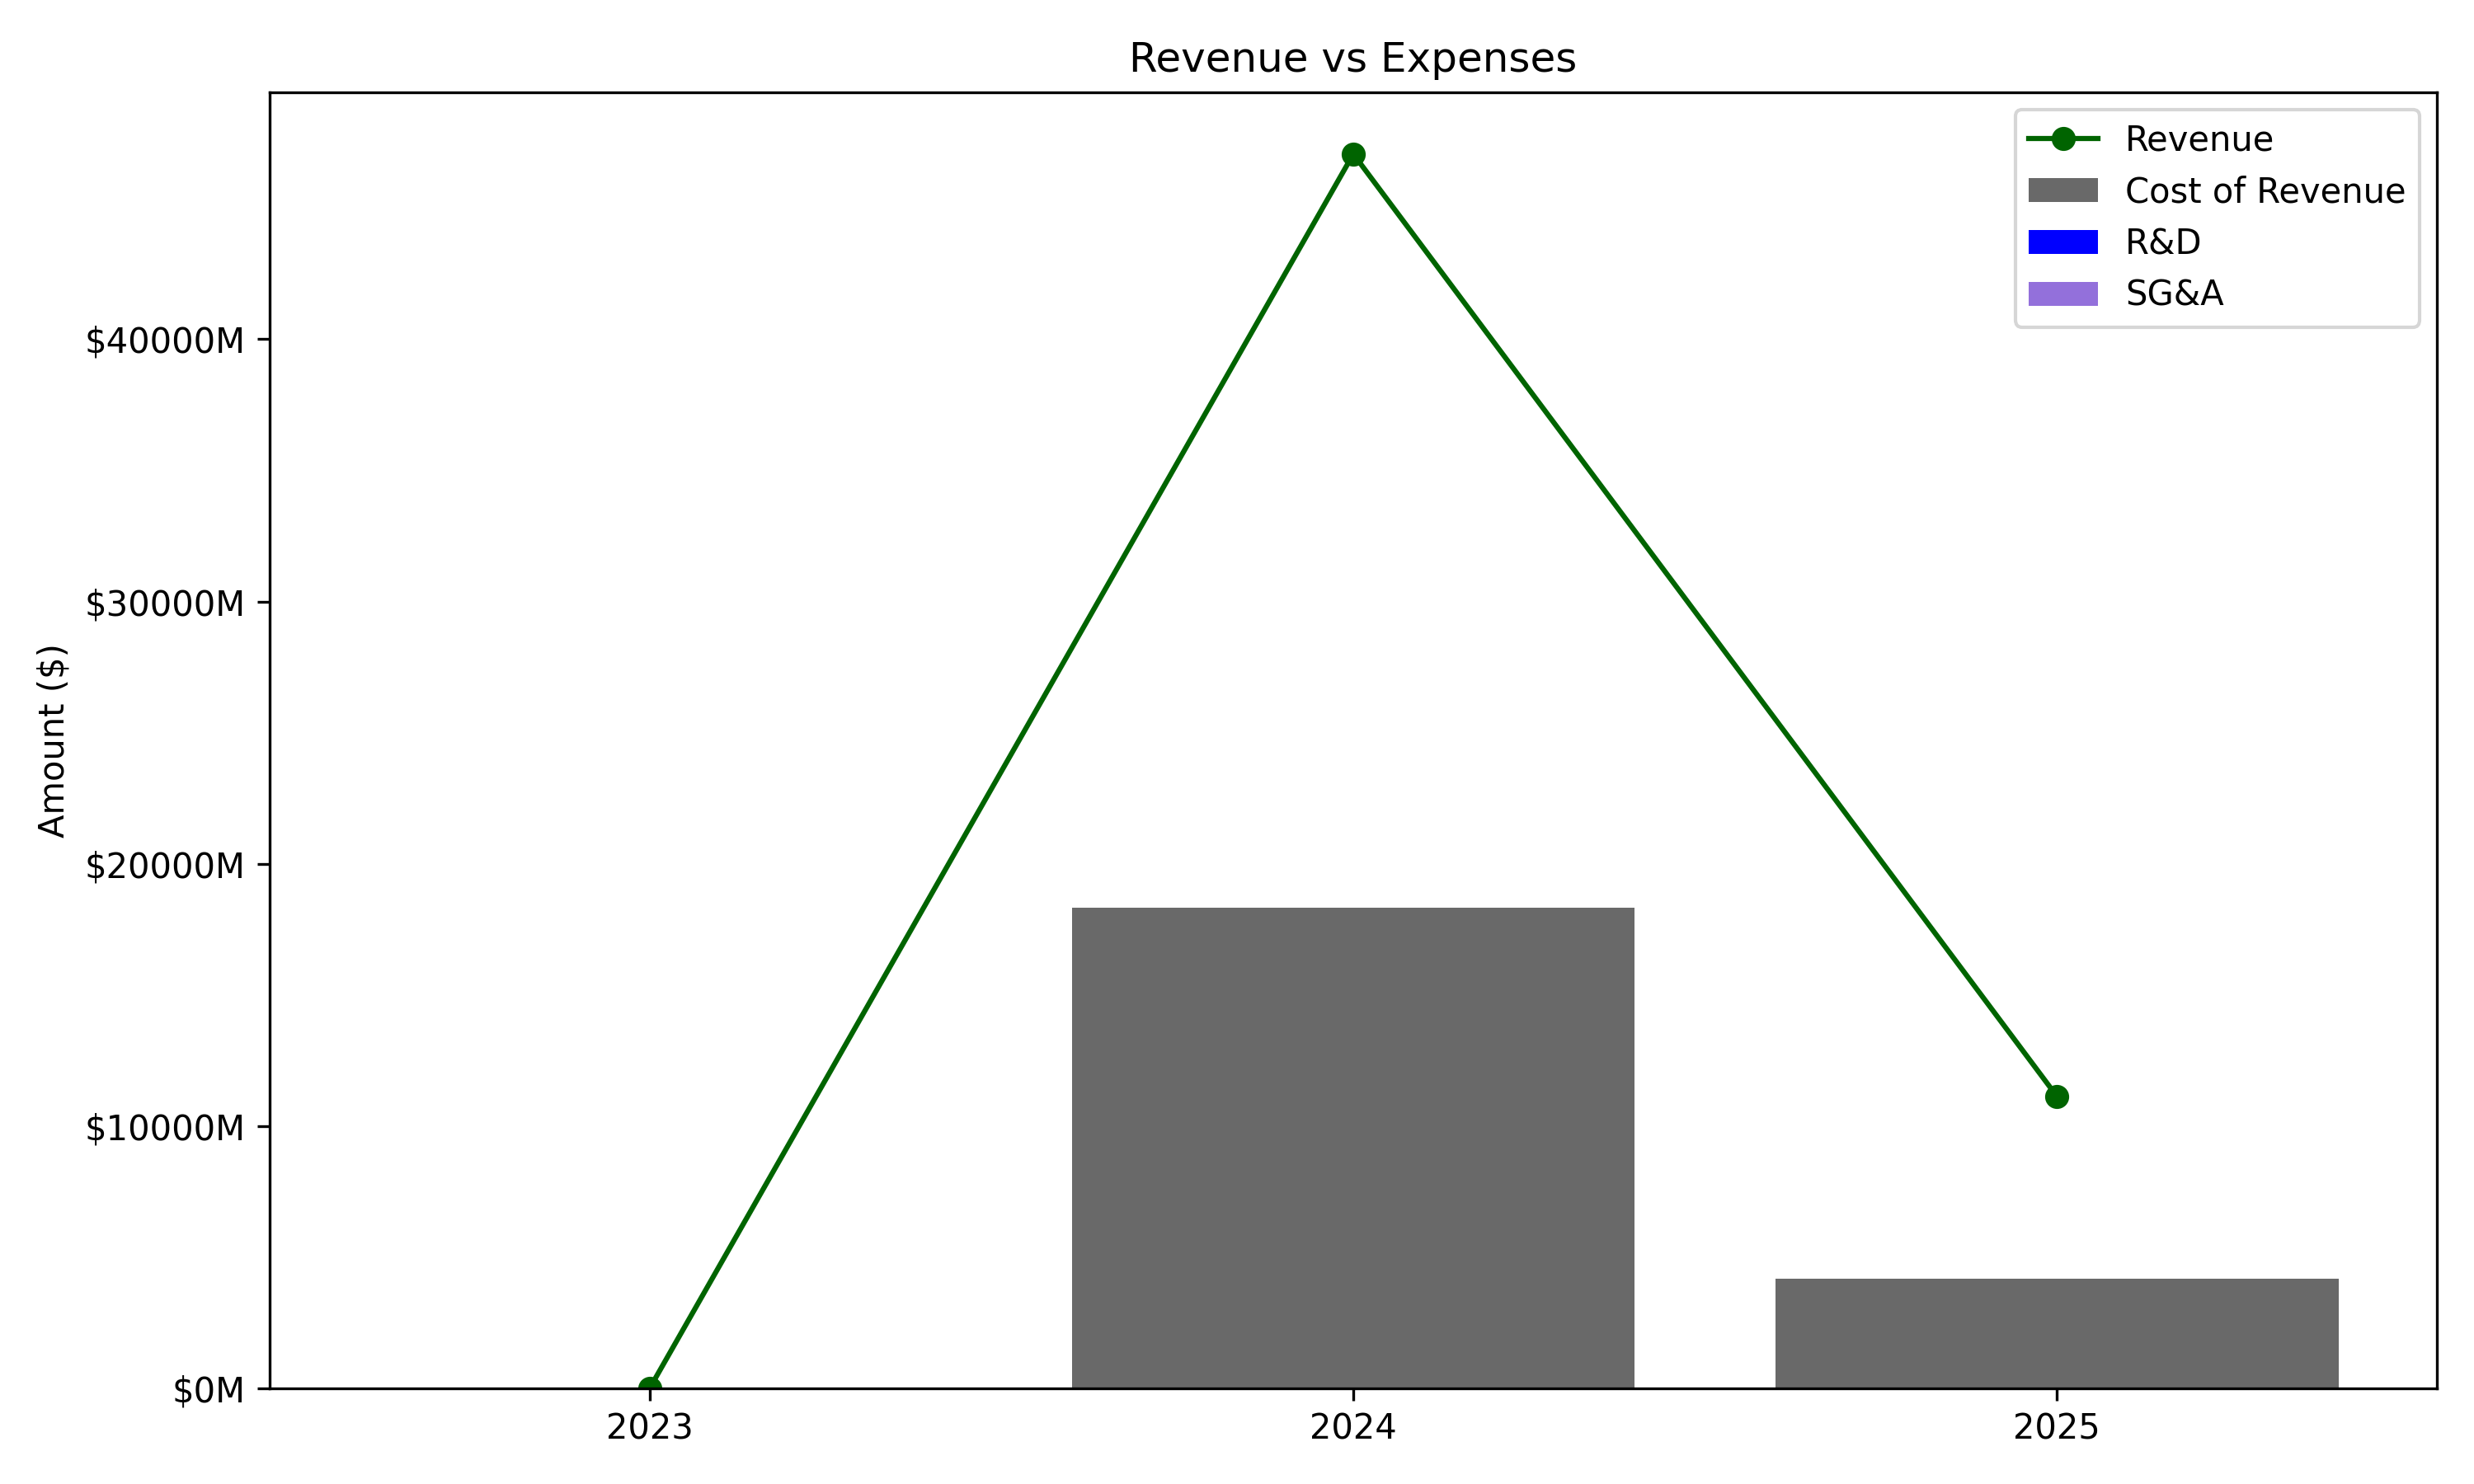 Revenue vs Expenses
Revenue
Cost of Revenue
R&D
SG&A
Amount ($)
$40000M
$30000M
$20000M
$10000M
$0M
2023
2024
2025